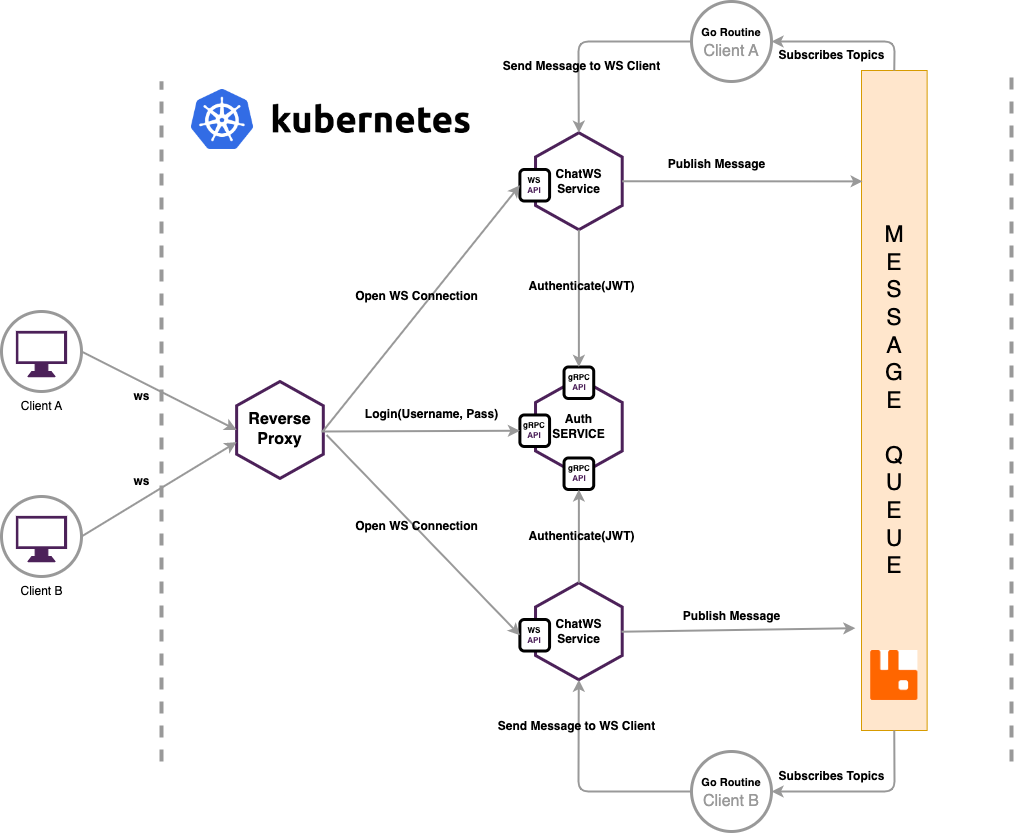 Go Routine
Client A
Subscribes Topics
Send Message to WS Client
kubernetes
ChatWS
Service
WS
API
Publish Message
Open WS Connection
Authenticate(JWT)
Client A
ws
Reverse
Proxy
Login(Username, Pass)
gRPC
API
gRPC
API
Auth
SERVICE
gRPC
API
ws
Client B
Open WS Connection
Authenticate(JWT)
ChatWS
Service
WS
API
Publish Message
Send Message to WS Client
Go Routine
Client B
Subscribes Topics
MESSAGE QUEUE